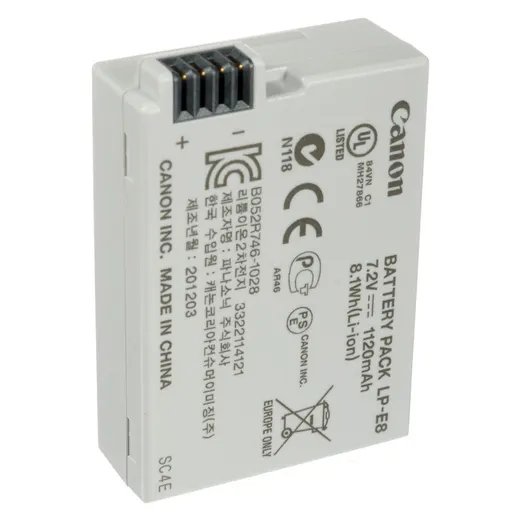 Canon
BATTERY PACK LP-E8
7.2V 1120mAh
8.1Wh(Li-ion)
UL
LISTED
84VN C1
MH27866
N118
CE
AR46
PS
E
CANON INC.
EUROPE ONLY
+ −
B052R746-1028
리튬이온2차전지 3322114121
제조자명 : 파나소닉 주식회사
한국 수입원 : 캐논코리아컨슈머이미징(주)
제조년월 : 201203
CANON INC. MADE IN CHINA
SC4E